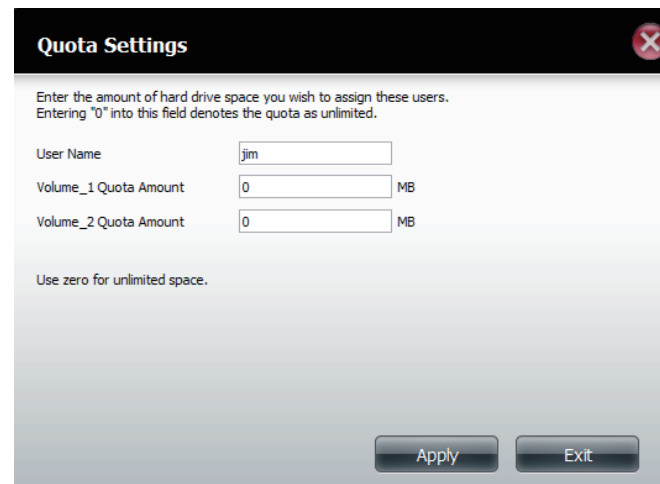 Quota Settings
Enter the amount of hard drive space you wish to assign these users.
Entering "0" into this field denotes the quota as unlimited.
User Name jim
Volume_1 Quota Amount 0 MB
Volume_2 Quota Amount 0 MB
Use zero for unlimited space.
Apply Exit